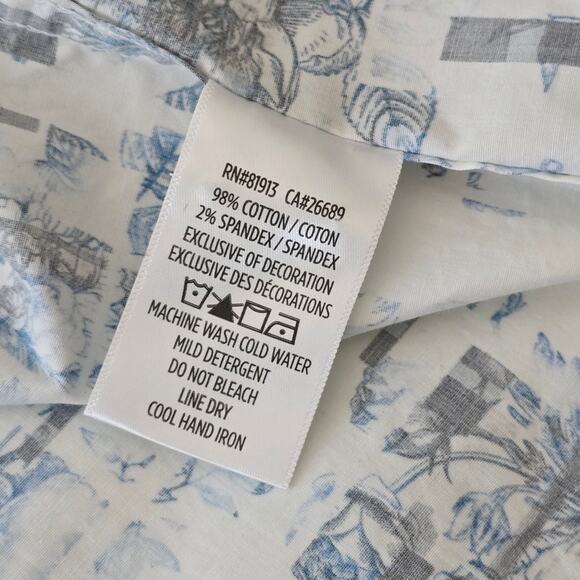 RN#81913 CA#26689
98% COTTON / COTON
2% SPANDEX / SPANDEX
EXCLUSIVE OF DECORATION
EXCLUSIVE DES DÉCORATIONS
MACHINE WASH COLD WATER
MILD DETERGENT
DO NOT BLEACH
LINE DRY
COOL HAND IRON